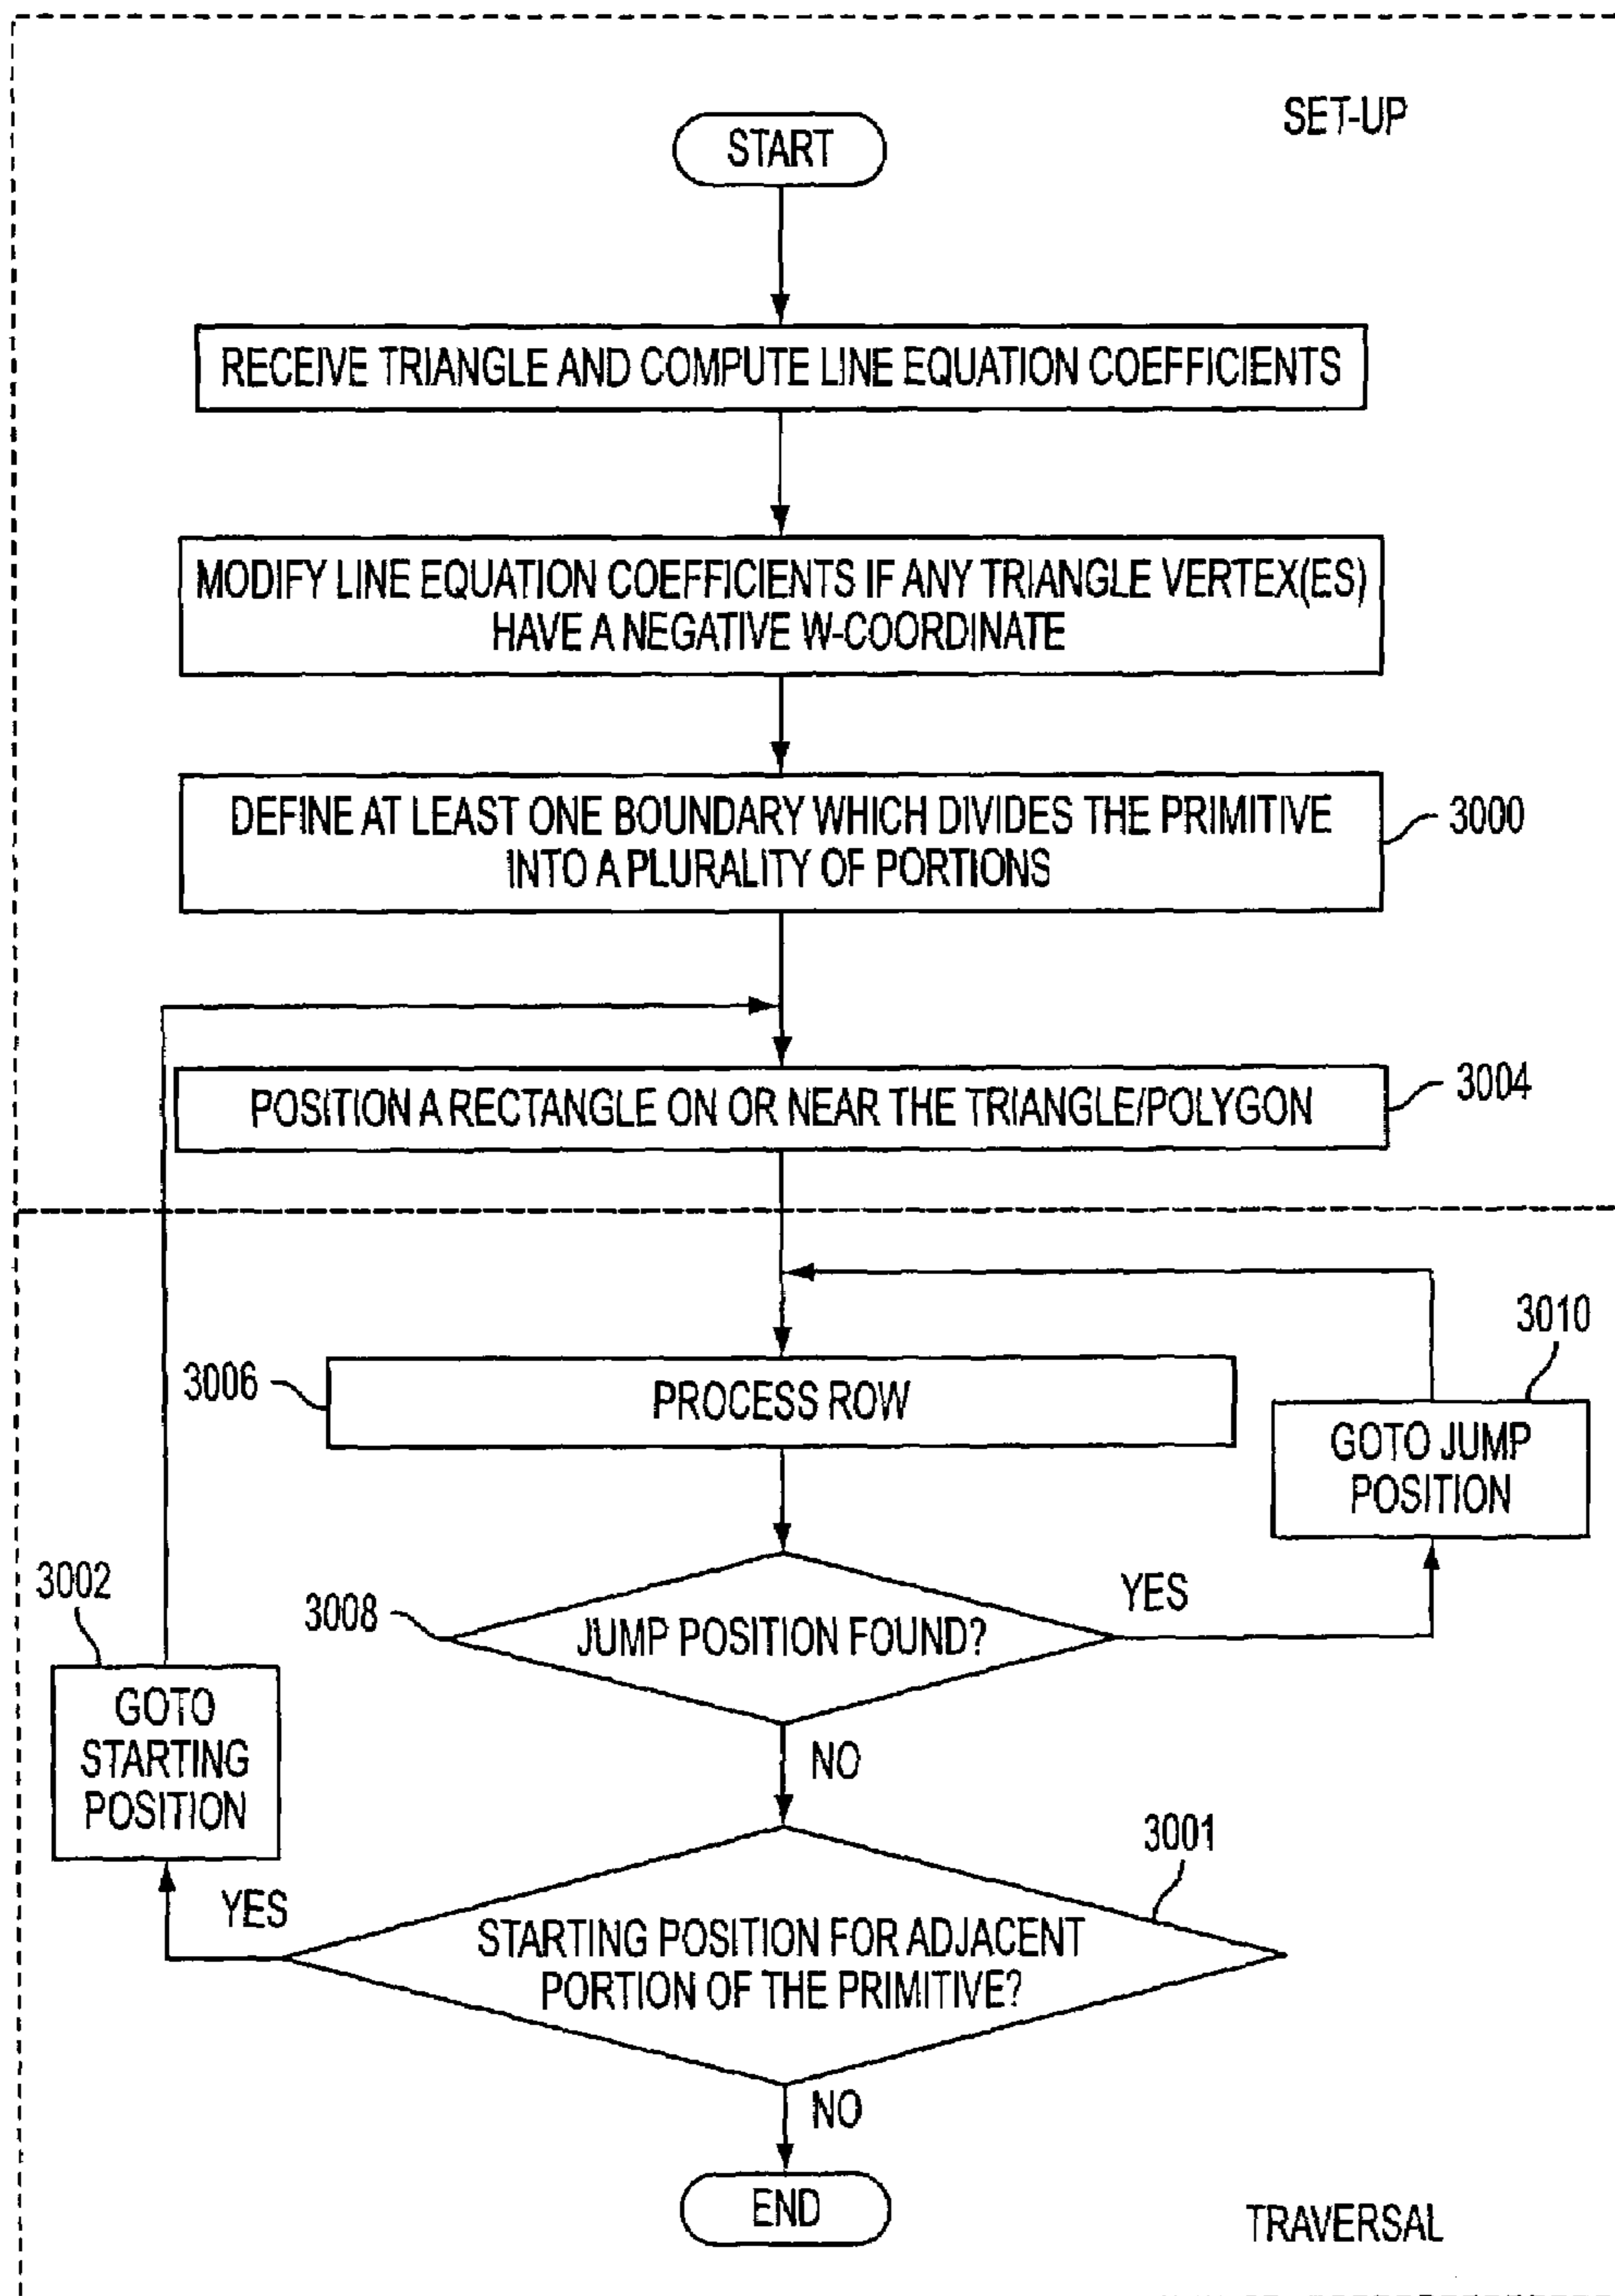 SET-UP
START
RECEIVE TRIANGLE AND COMPUTE LINE EQUATION COEFFICIENTS
MODIFY LINE EQUATION COEFFICIENTS IF ANY TRIANGLE VERTEX(ES)
HAVE A NEGATIVE W-COORDINATE
DEFINE AT LEAST ONE BOUNDARY WHICH DIVIDES THE PRIMITIVE
INTO A PLURALITY OF PORTIONS
3000
POSITION A RECTANGLE ON OR NEAR THE TRIANGLE/POLYGON
3004
3010
3006
PROCESS ROW
GOTO JUMP
POSITION
3002
3008
JUMP POSITION FOUND?
YES
GOTO
STARTING
POSITION
NO
3001
YES
STARTING POSITION FOR ADJACENT
PORTION OF THE PRIMITIVE?
NO
END
TRAVERSAL